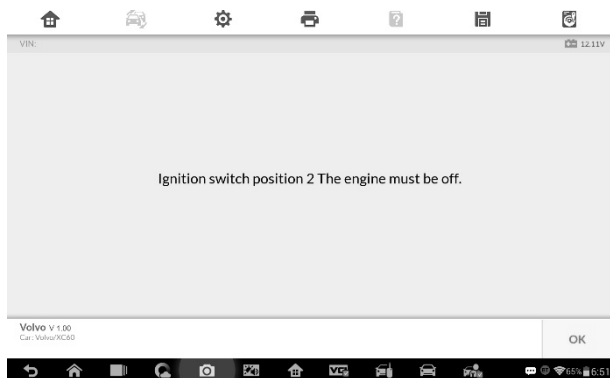 VIN:
12.11V
Ignition switch position 2 The engine must be off.
Volvo V 1.00
Car: Volvo/XC60
OK
65% 6:51